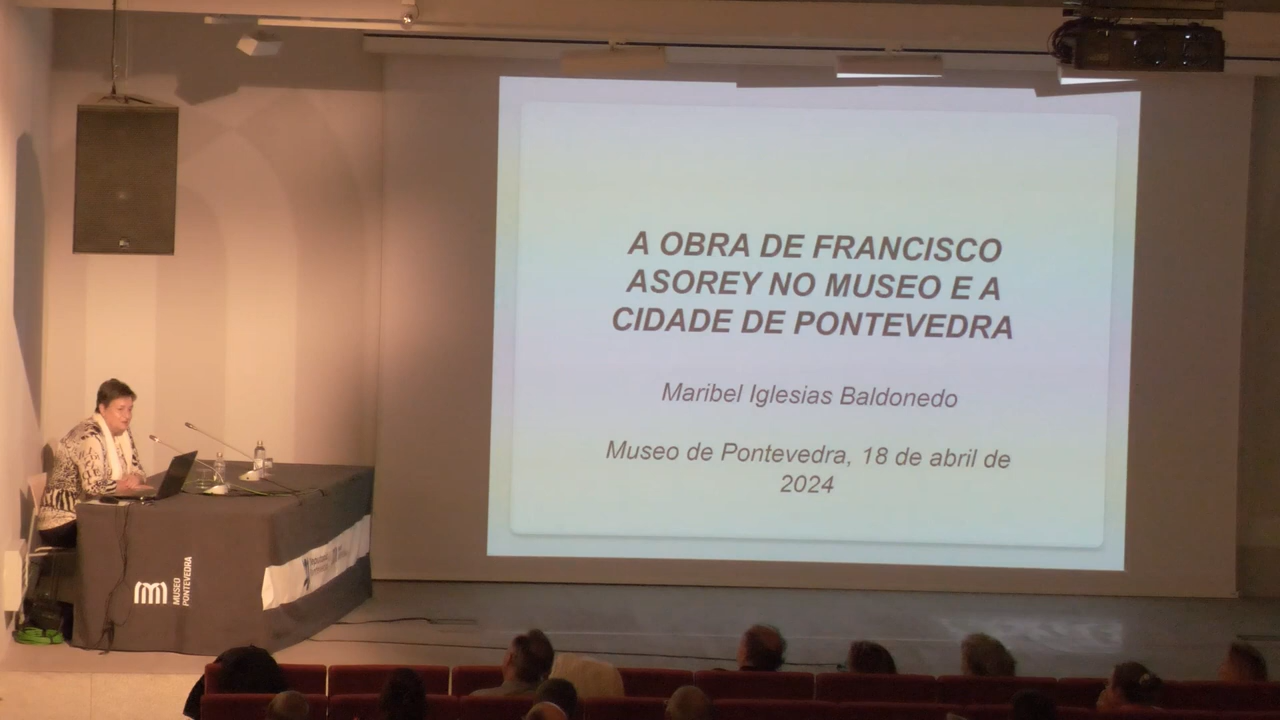 A OBRA DE FRANCISCO
ASOREY NO MUSEO E A
CIDADE DE PONTEVEDRA
Maribel Iglesias Baldonedo
Museo de Pontevedra, 18 de abril de
2024
MUSEO
PONTEVEDRA